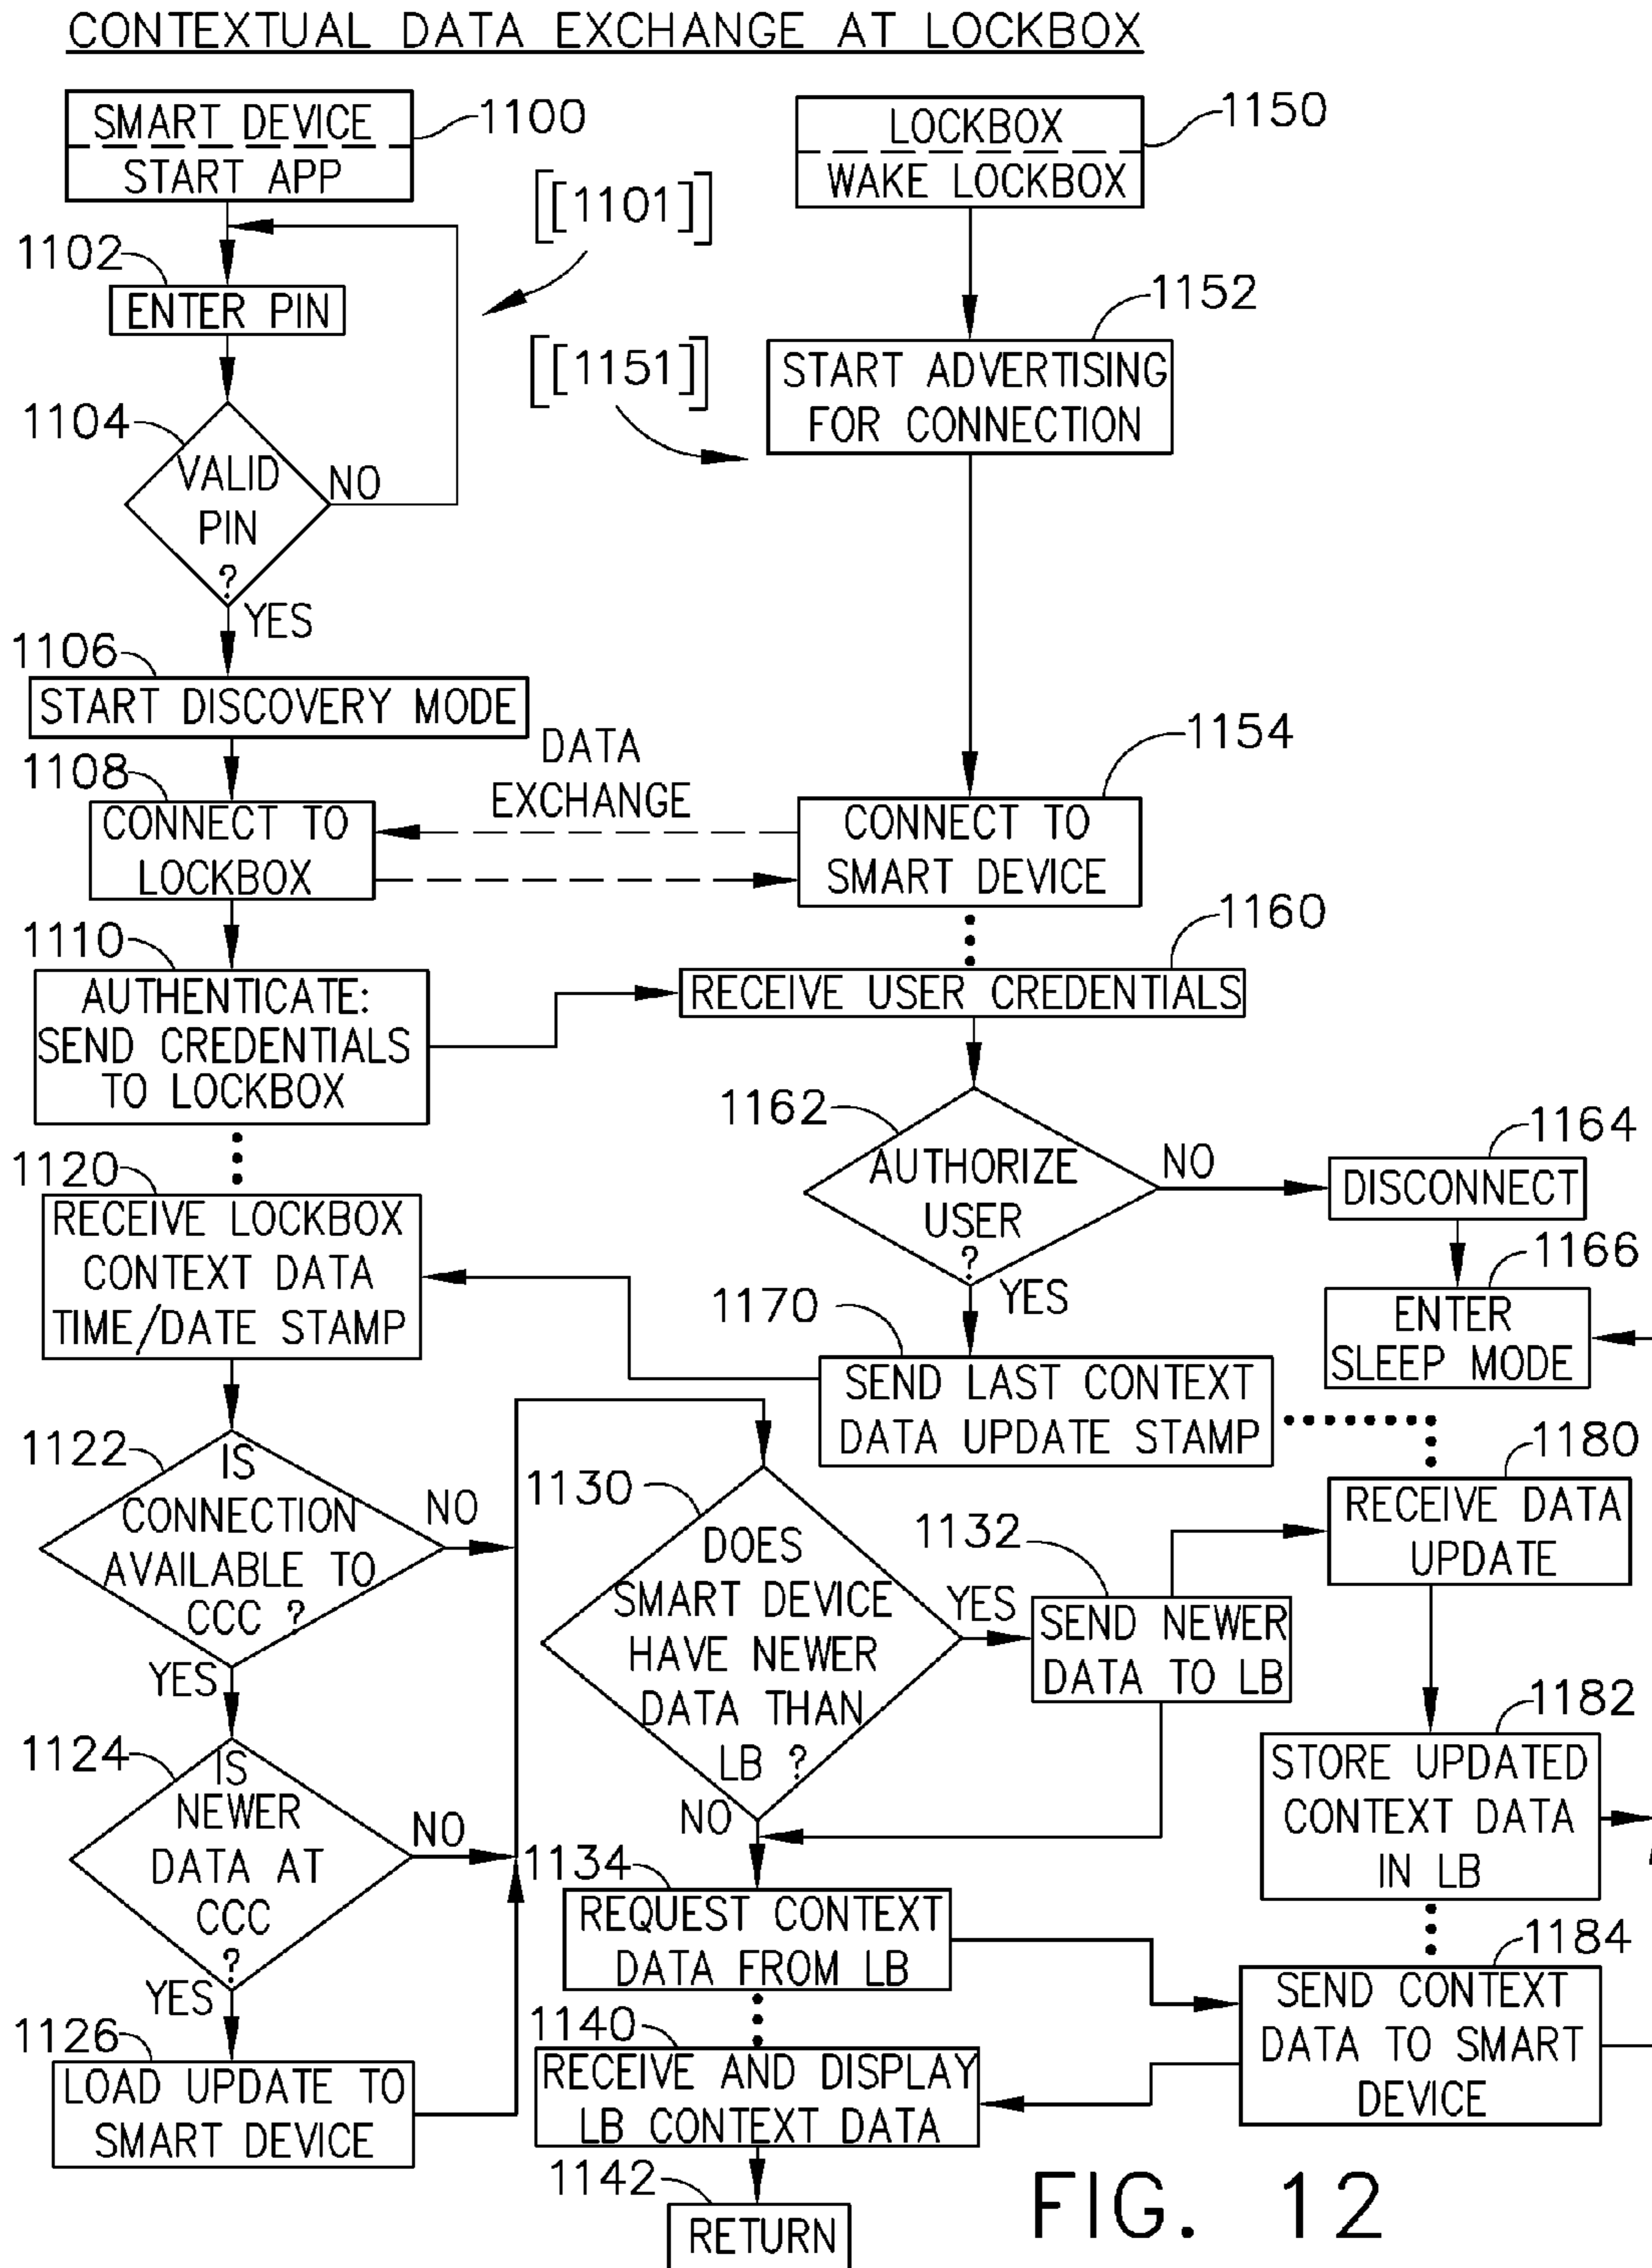 CONTEXTUAL DATA EXCHANGE AT LOCKBOX
SMART DEVICE
START APP
1100
LOCKBOX
WAKE LOCKBOX
1150
[[1101]]
1102
ENTER PIN
[[1151]]
1152
START ADVERTISING
FOR CONNECTION
1104
VALID
PIN
?
NO
YES
1106
START DISCOVERY MODE
1108
CONNECT TO
LOCKBOX
DATA
EXCHANGE
1154
CONNECT TO
SMART DEVICE
1110
AUTHENTICATE:
SEND CREDENTIALS
TO LOCKBOX
1160
RECEIVE USER CREDENTIALS
1162
AUTHORIZE
USER
?
NO
YES
1164
DISCONNECT
1166
ENTER
SLEEP MODE
1120
RECEIVE LOCKBOX
CONTEXT DATA
TIME/DATE STAMP
1170
SEND LAST CONTEXT
DATA UPDATE STAMP
1122
IS
CONNECTION
AVAILABLE TO
CCC ?
NO
YES
1130
DOES
SMART DEVICE
HAVE NEWER
DATA THAN
LB ?
YES
NO
1132
SEND NEWER
DATA TO LB
1180
RECEIVE DATA
UPDATE
1182
STORE UPDATED
CONTEXT DATA
IN LB
1124
IS
NEWER
DATA AT
CCC
?
NO
YES
1134
REQUEST CONTEXT
DATA FROM LB
1184
SEND CONTEXT
DATA TO SMART
DEVICE
1126
LOAD UPDATE TO
SMART DEVICE
1140
RECEIVE AND DISPLAY
LB CONTEXT DATA
1142
RETURN
FIG. 12